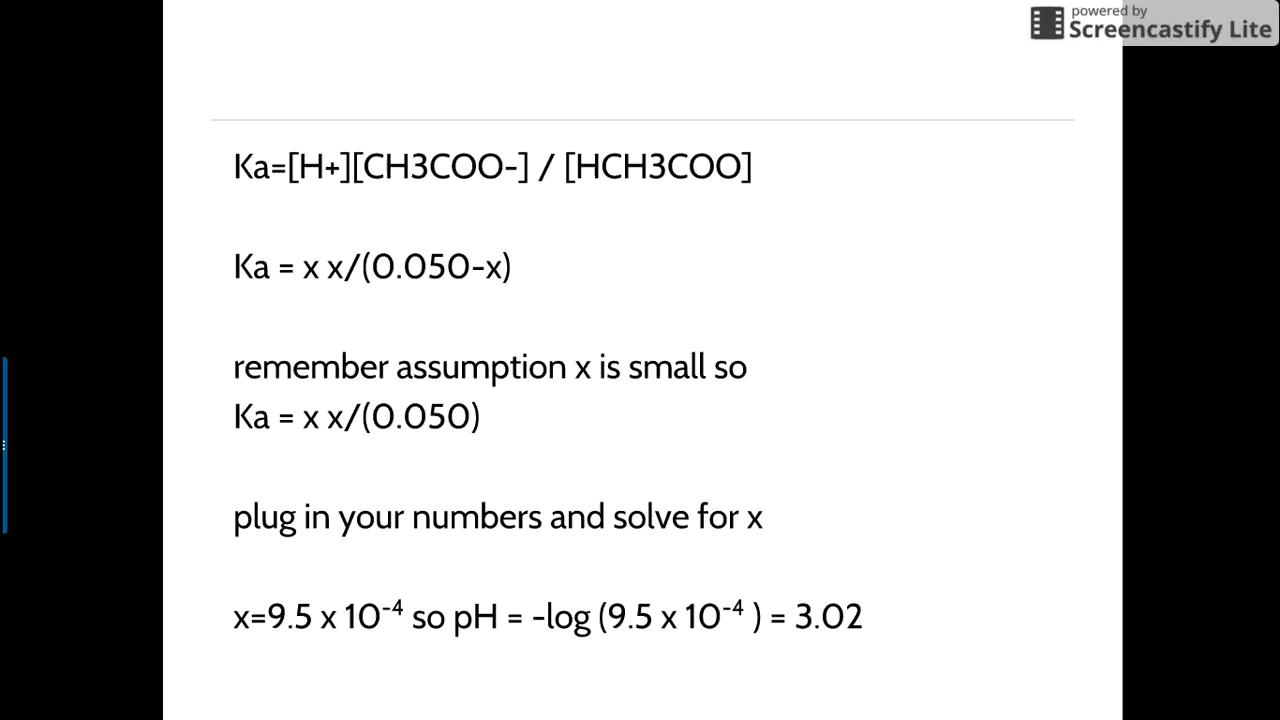 powered by
Screencastify Lite
Ka=[H+][CH3COO-] / [HCH3COO]
Ka = x x/(0.050-x)
remember assumption x is small so
Ka = x x/(0.050)
plug in your numbers and solve for x
x=9.5 x 10⁻⁴ so pH = -log (9.5 x 10⁻⁴ ) = 3.02